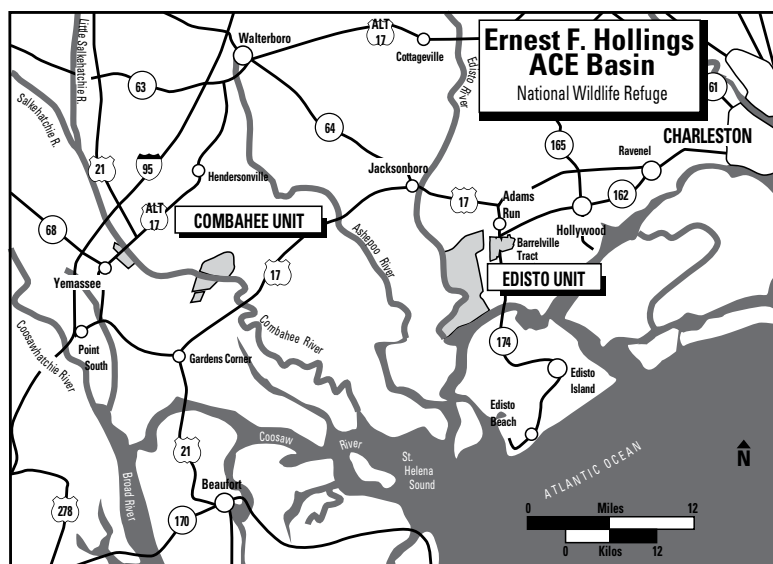 Ernest F. Hollings
ACE Basin
National Wildlife Refuge
Little Salkehatchie R.
Salkehatchie R.
Walterboro
ALT
17
Cottageville
Edisto River
63
64
61
165
Ravenel
CHARLESTON
21
95
Hendersonville
Jacksonboro
17
Adams
Run
162
Hollywood
ALT
17
COMBAHEE UNIT
68
Ashepoo River
Barrelville
Tract
EDISTO UNIT
Yemassee
17
Coosawhatchie River
Point
South
Combahee River
Gardens Corner
174
Edisto
Island
Edisto
Beach
21
Coosaw
River
St.
Helena
Sound
ATLANTIC OCEAN
N
Broad River
Beaufort
278
170
0
Miles
12
0
Kilos
12